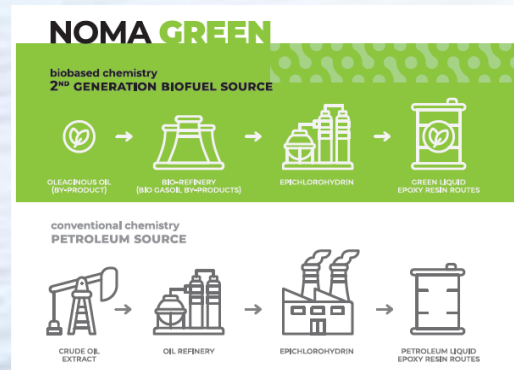 NOMA GREEN
biobased chemistry
2ND GENERATION BIOFUEL SOURCE
OLEAGINOUS OIL
(BY-PRODUCT)
BIO-REFINERY
(BIO GASOIL BY-PRODUCTS)
EPICHLOROHYDRIN
GREEN LIQUID
EPOXY RESIN ROUTES
conventional chemistry
PETROLEUM SOURCE
CRUDE OIL
EXTRACT
OIL REFINERY
EPICHLOROHYDRIN
PETROLEUM LIQUID
EPOXY RESIN ROUTES